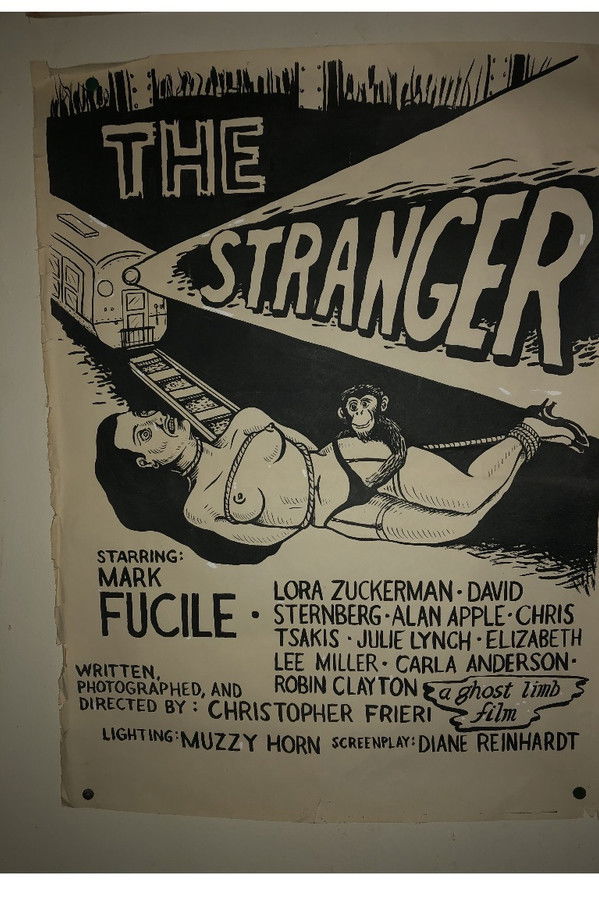 THE
STRANGER
STARRING:
MARK
FUCILE •
LORA ZUCKERMAN • DAVID
STERNBERG • ALAN APPLE • CHRIS
TSAKIS • JULIE LYNCH • ELIZABETH
LEE MILLER • CARLA ANDERSON •
ROBIN CLAYTON
WRITTEN,
PHOTOGRAPHED, AND
DIRECTED BY: CHRISTOPHER FRIERI
a ghost limb
film
LIGHTING: MUZZY HORN SCREENPLAY: DIANE REINHARDT